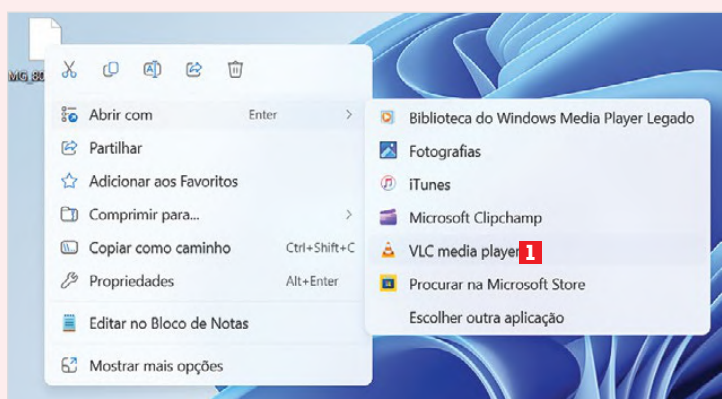 MG_80
Abrir com Enter
Partilhar
Adicionar aos Favoritos
Comprimir para...
Copiar como caminho Ctrl+Shift+C
Propriedades Alt+Enter
Editar no Bloco de Notas
Mostrar mais opções
Biblioteca do Windows Media Player Legado
Fotografias
iTunes
Microsoft Clipchamp
VLC media player 1
Procurar na Microsoft Store
Escolher outra aplicação